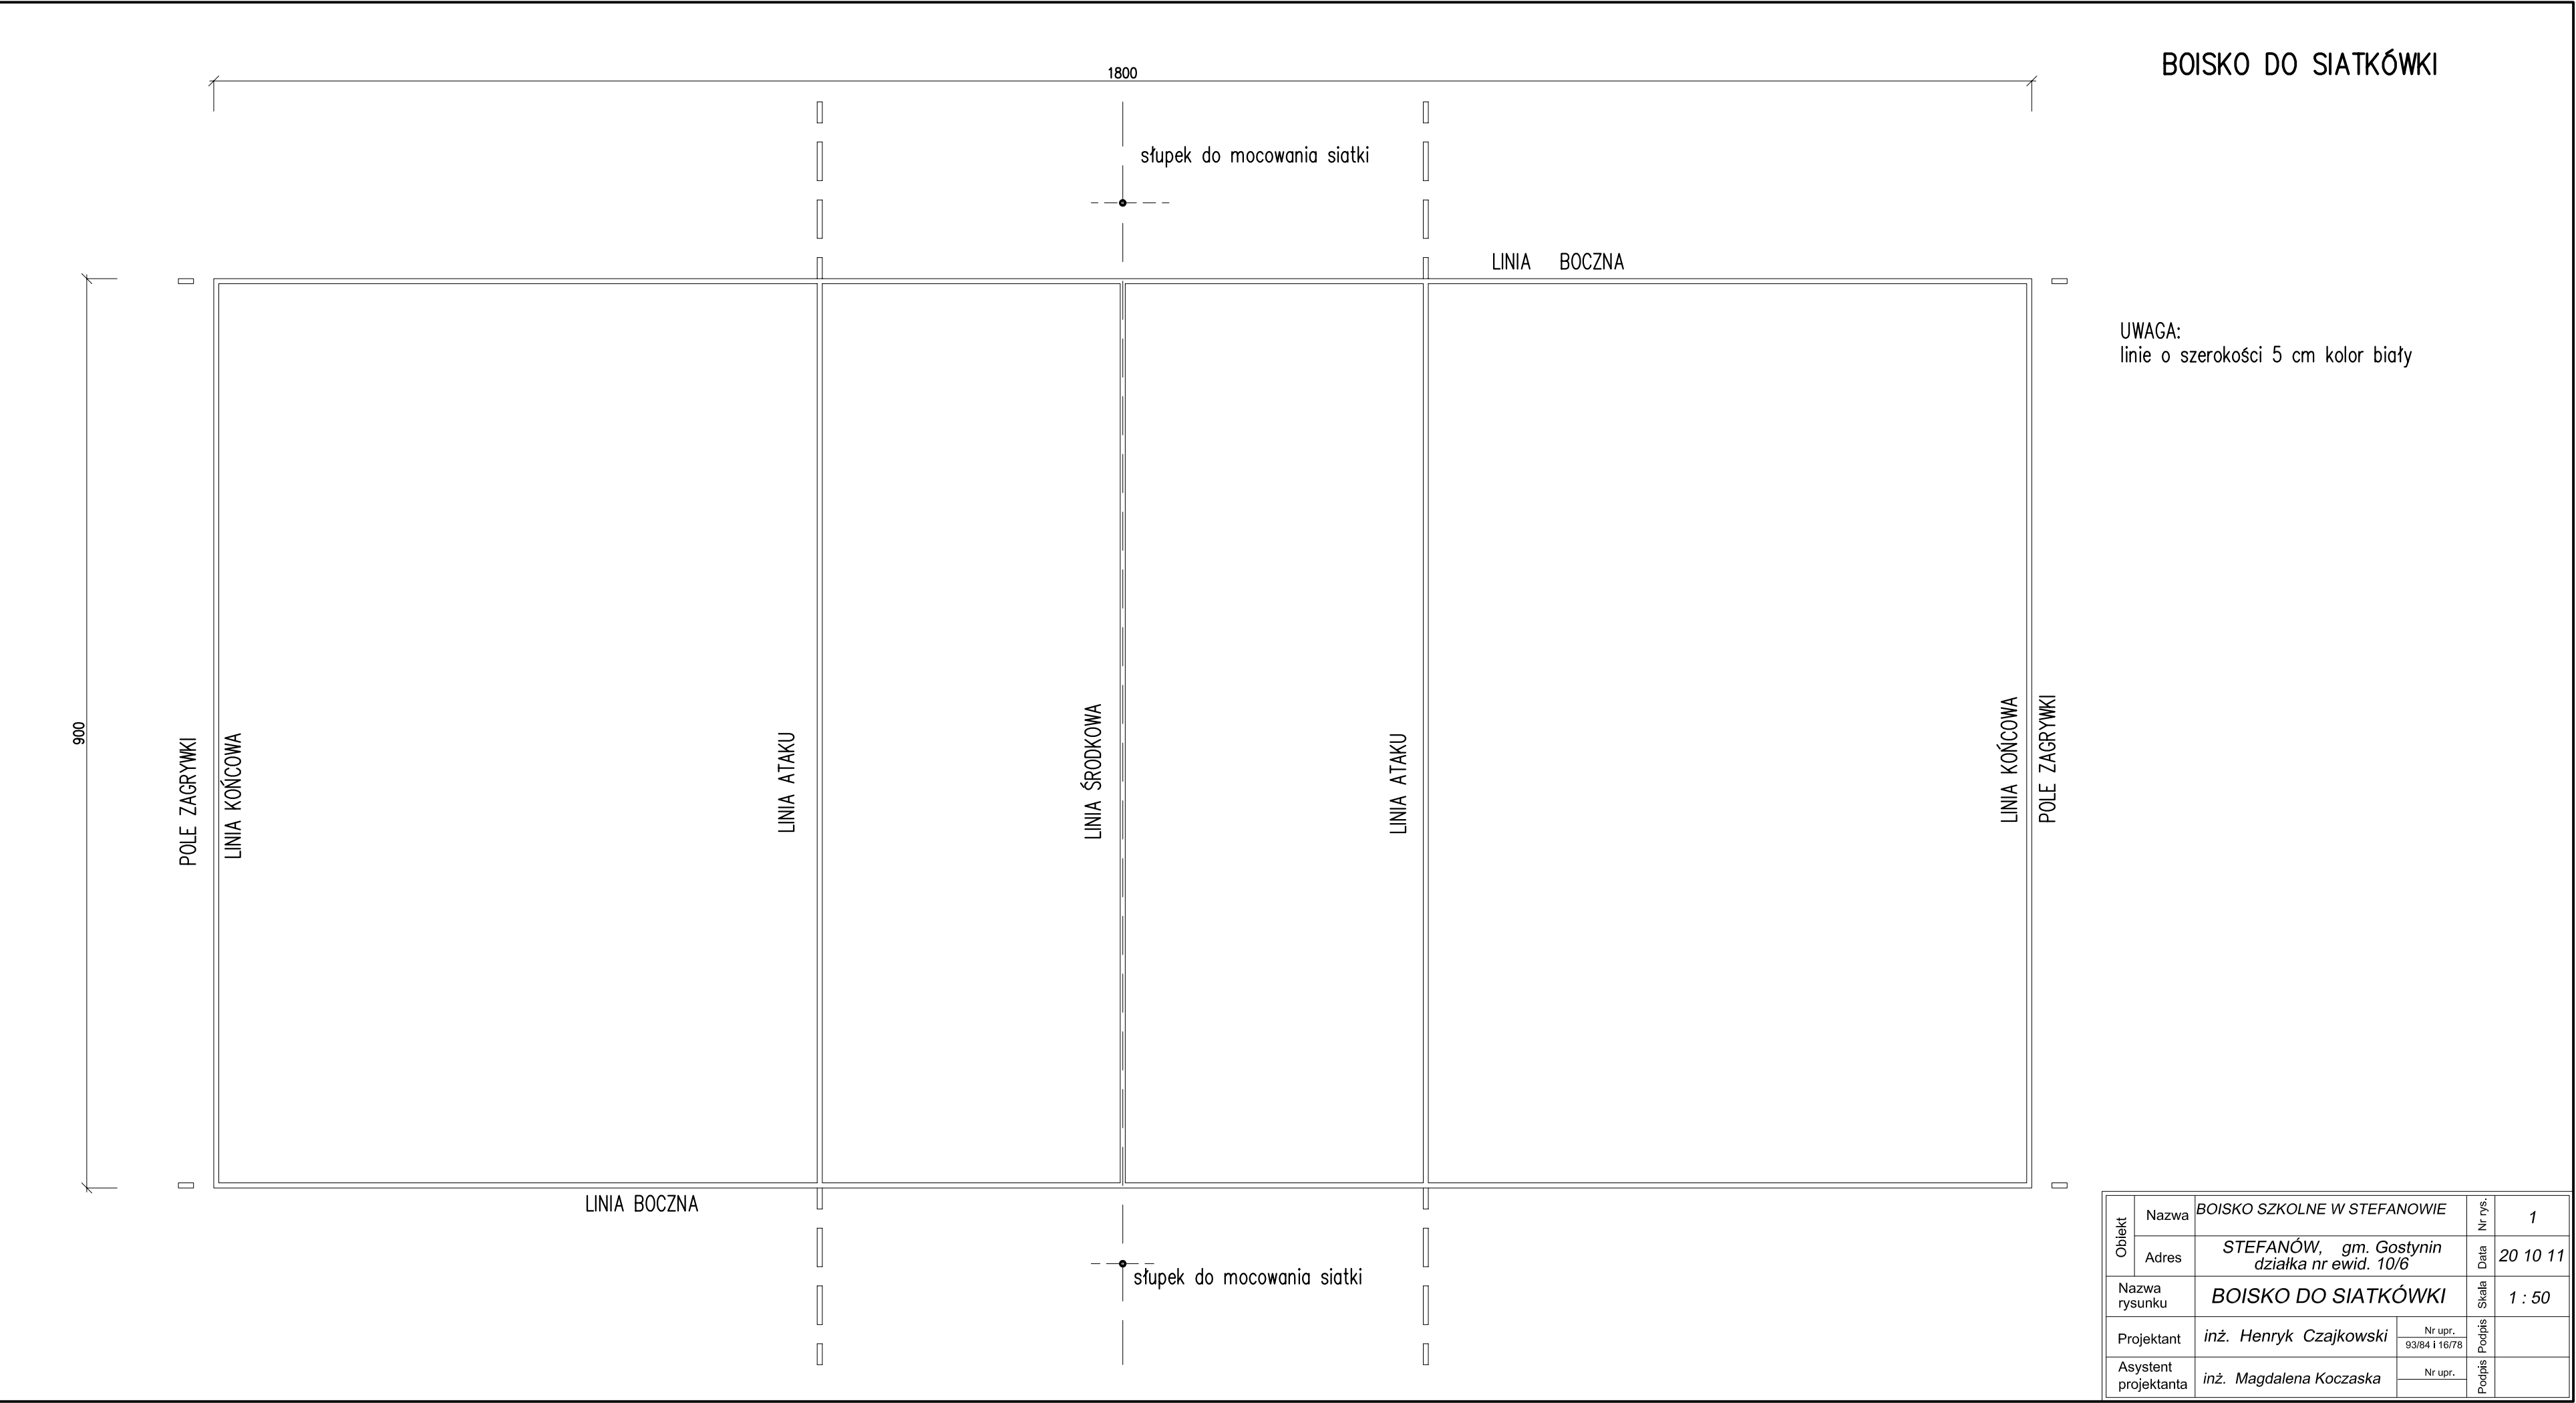 BOISKO DO SIATKÓWKI
1800
słupek do mocowania siatki
LINIA BOCZNA
UWAGA:
linie o szerokości 5 cm kolor biały
900
POLE ZAGRYWKI
LINIA KOŃCOWA
LINIA ATAKU
LINIA ŚRODKOWA
LINIA ATAKU
LINIA KOŃCOWA
POLE ZAGRYWKI
LINIA BOCZNA
słupek do mocowania siatki
Obiekt
Nazwa
BOISKO SZKOLNE W STEFANOWIE
Nr rys.
1
Adres
STEFANÓW, gm. Gostynin
działka nr ewid. 10/6
Data
20 10 11
Nazwa
rysunku
BOISKO DO SIATKÓWKI
Skala
1 : 50
Projektant
inż. Henryk Czajkowski
Nr upr.
93/84 i 16/78
Podpis
Asystent
projektanta
inż. Magdalena Koczaska
Nr upr.
Podpis